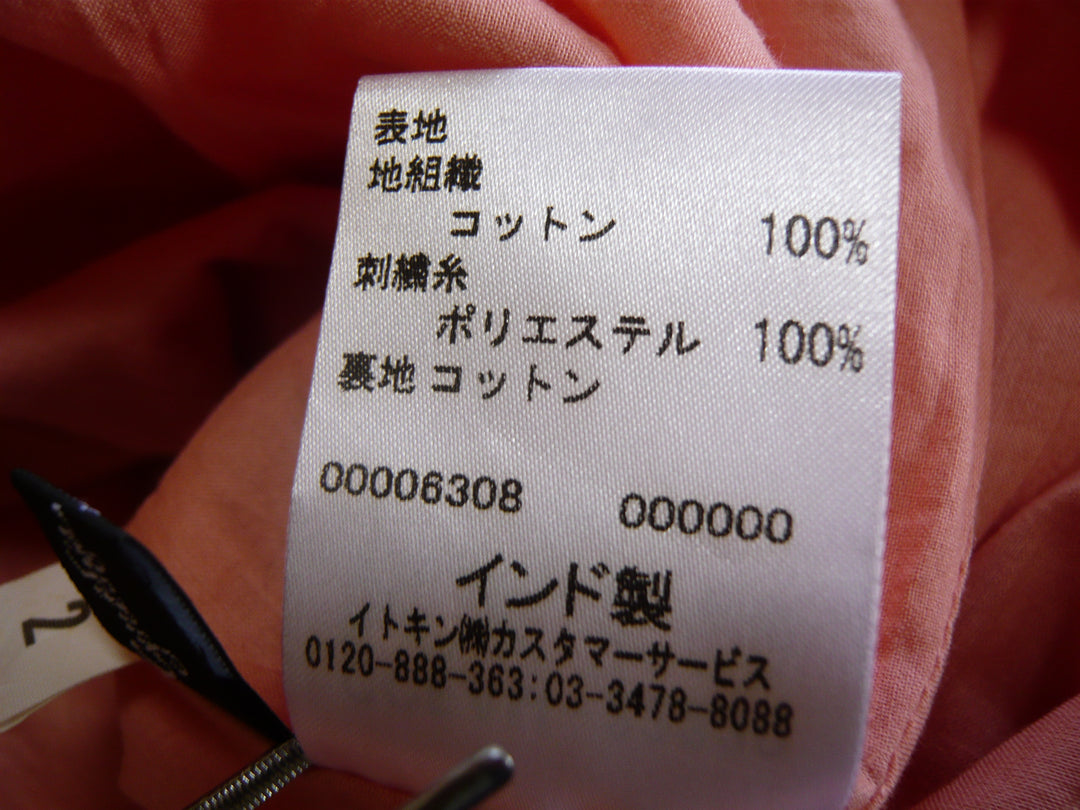 表地
地組織
コットン 100%
刺繍糸
ポリエステル 100%
裏地 コットン
00006308 000000
インド製
イトキン㈱カスタマーサービス
0120-888-363:03-3478-8088
2